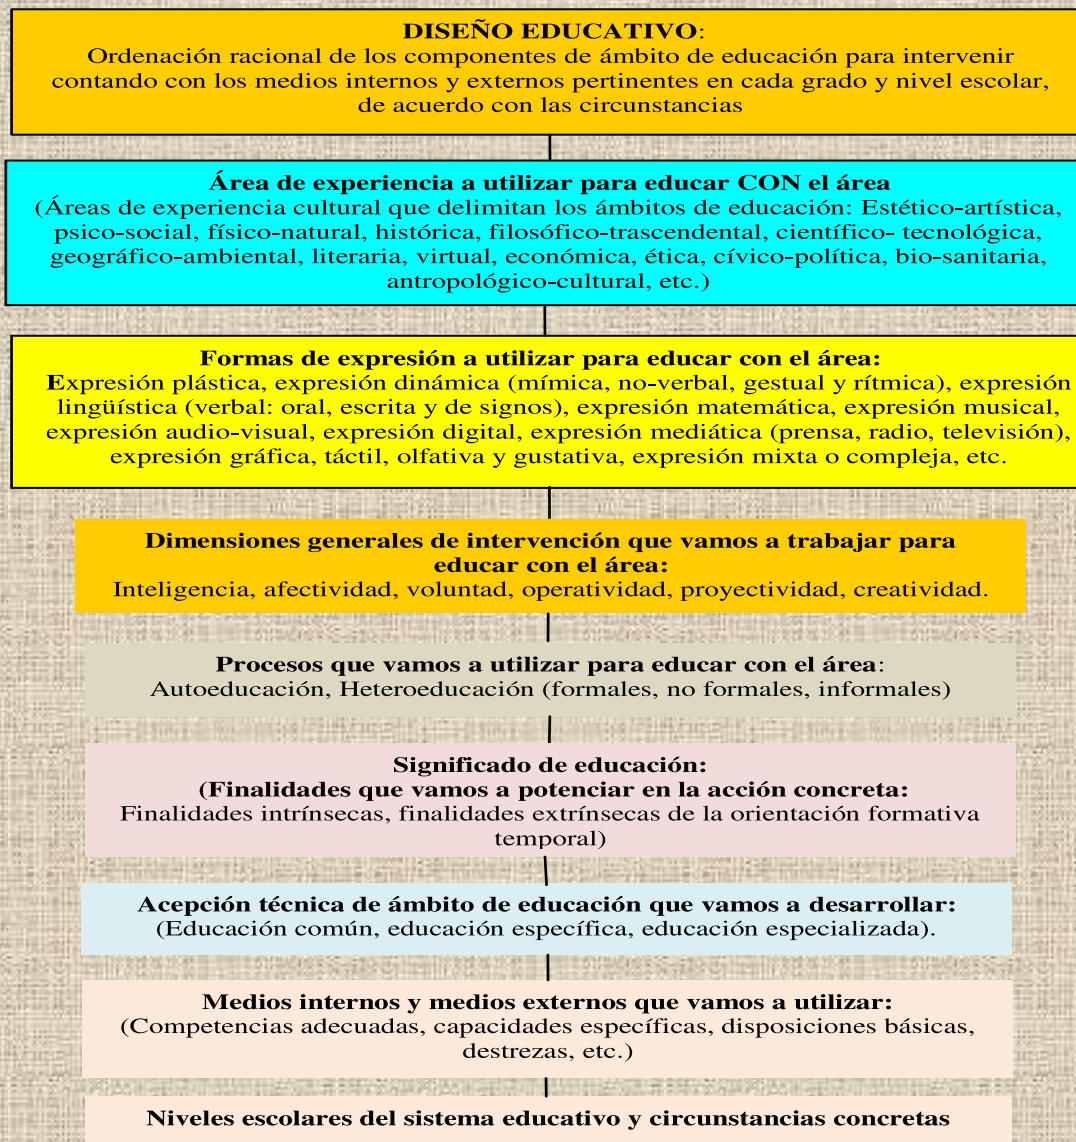 DISEÑO EDUCATIVO:
Ordenación racional de los componentes de ámbito de educación para intervenir
contando con los medios internos y externos pertinentes en cada grado y nivel escolar,
de acuerdo con las circunstancias
Área de experiencia a utilizar para educar CON el área
(Áreas de experiencia cultural que delimitan los ámbitos de educación: Estético-artística,
psico-social, físico-natural, histórica, filosófico-trascendental, científico- tecnológica,
geográfico-ambiental, literaria, virtual, económica, ética, cívico-política, bio-sanitaria,
antropológico-cultural, etc.)
Formas de expresión a utilizar para educar con el área:
Expresión plástica, expresión dinámica (mímica, no-verbal, gestual y rítmica), expresión
lingüística (verbal: oral, escrita y de signos), expresión matemática, expresión musical,
expresión audio-visual, expresión digital, expresión mediática (prensa, radio, televisión),
expresión gráfica, táctil, olfativa y gustativa, expresión mixta o compleja, etc.
Dimensiones generales de intervención que vamos a trabajar para
educar con el área:
Inteligencia, afectividad, voluntad, operatividad, proyectividad, creatividad.
Procesos que vamos a utilizar para educar con el área:
Autoeducación, Heteroeducación (formales, no formales, informales)
Significado de educación:
(Finalidades que vamos a potenciar en la acción concreta:
Finalidades intrínsecas, finalidades extrínsecas de la orientación formativa
temporal)
Acepción técnica de ámbito de educación que vamos a desarrollar:
(Educación común, educación específica, educación especializada).
Medios internos y medios externos que vamos a utilizar:
(Competencias adecuadas, capacidades específicas, disposiciones básicas,
destrezas, etc.)
Niveles escolares del sistema educativo y circunstancias concretas